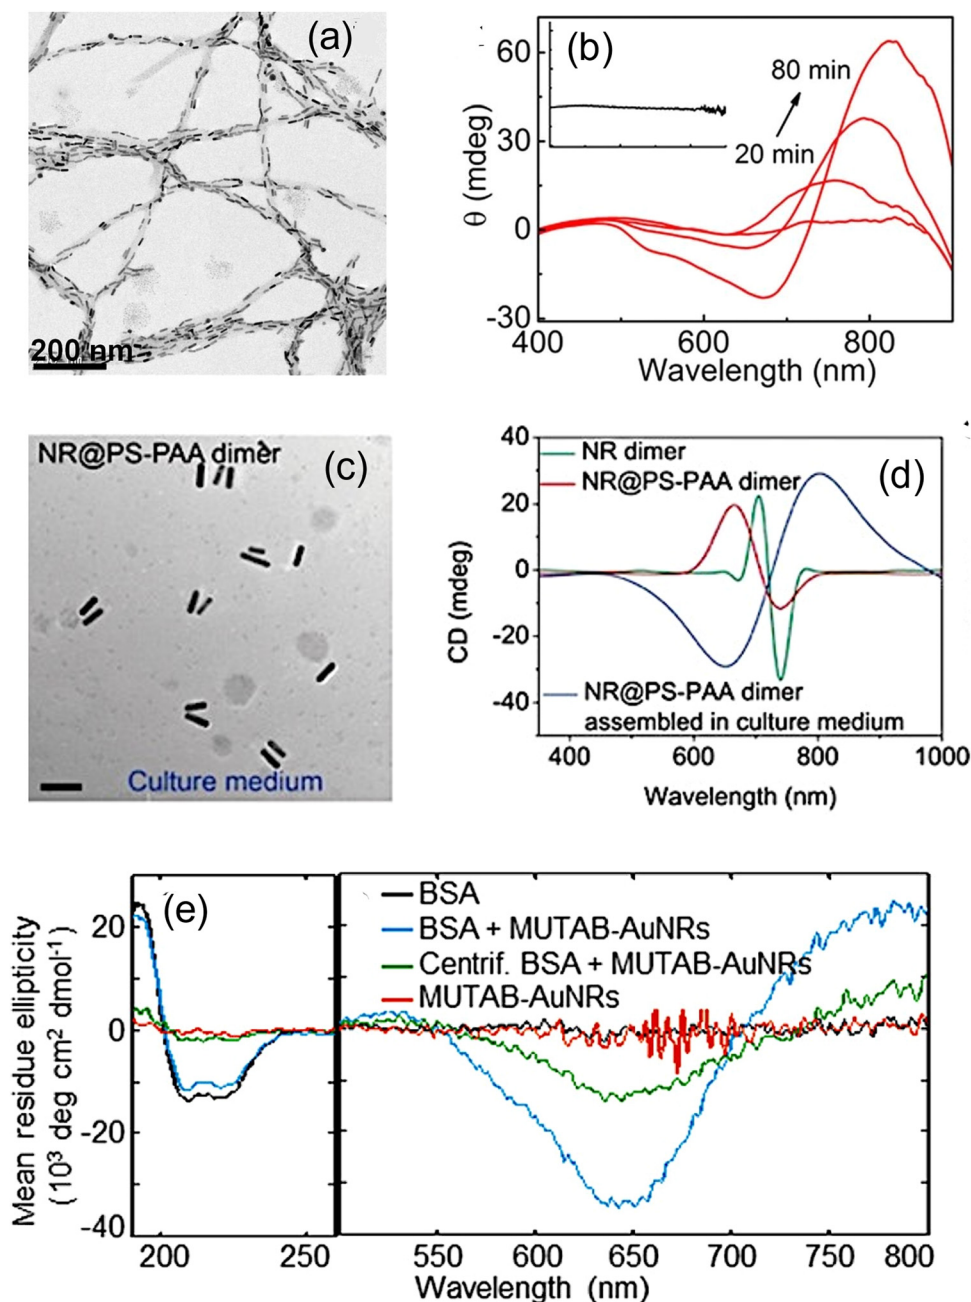 (a)
200 nm
(b)
60
30
0
-30
θ (mdeg)
80 min
20 min
400
600
800
Wavelength (nm)
NR@PS-PAA dimer
(c)
Culture medium
(d)
40
20
0
-20
-40
CD (mdeg)
NR dimer
NR@PS-PAA dimer
NR@PS-PAA dimer
assembled in culture medium
400
600
800
1000
Wavelength (nm)
(e)
20
0
-20
-40
Mean residue ellipticity
(10³ deg cm² dmol⁻¹)
BSA
BSA + MUTAB-AuNRs
Centrif. BSA + MUTAB-AuNRs
MUTAB-AuNRs
200
250
550
600
650
700
750
800
Wavelength (nm)